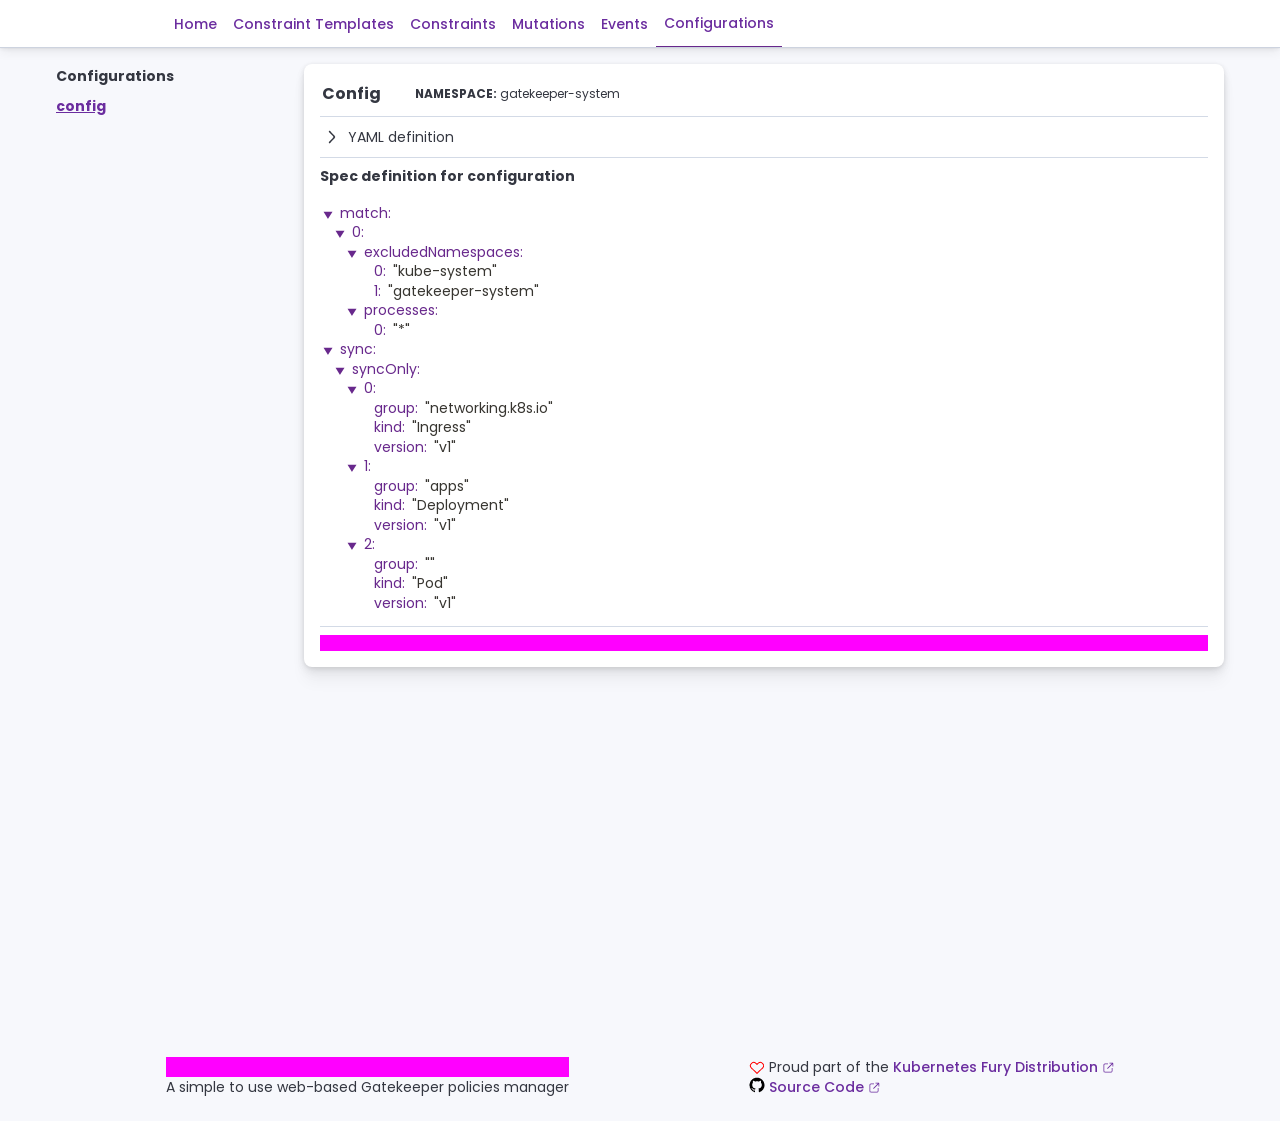 Home Constraint Templates Constraints Mutations Events Configurations
Configurations
config
Config NAMESPACE: gatekeeper-system
YAML definition
Spec definition for configuration
match:
0:
excludedNamespaces:
0: "kube-system"
1: "gatekeeper-system"
processes:
0: "*"
sync:
syncOnly:
0:
group: "networking.k8s.io"
kind: "Ingress"
version: "v1"
1:
group: "apps"
kind: "Deployment"
version: "v1"
2:
group: ""
kind: "Pod"
version: "v1"
A simple to use web-based Gatekeeper policies manager
Proud part of the Kubernetes Fury Distribution
Source Code